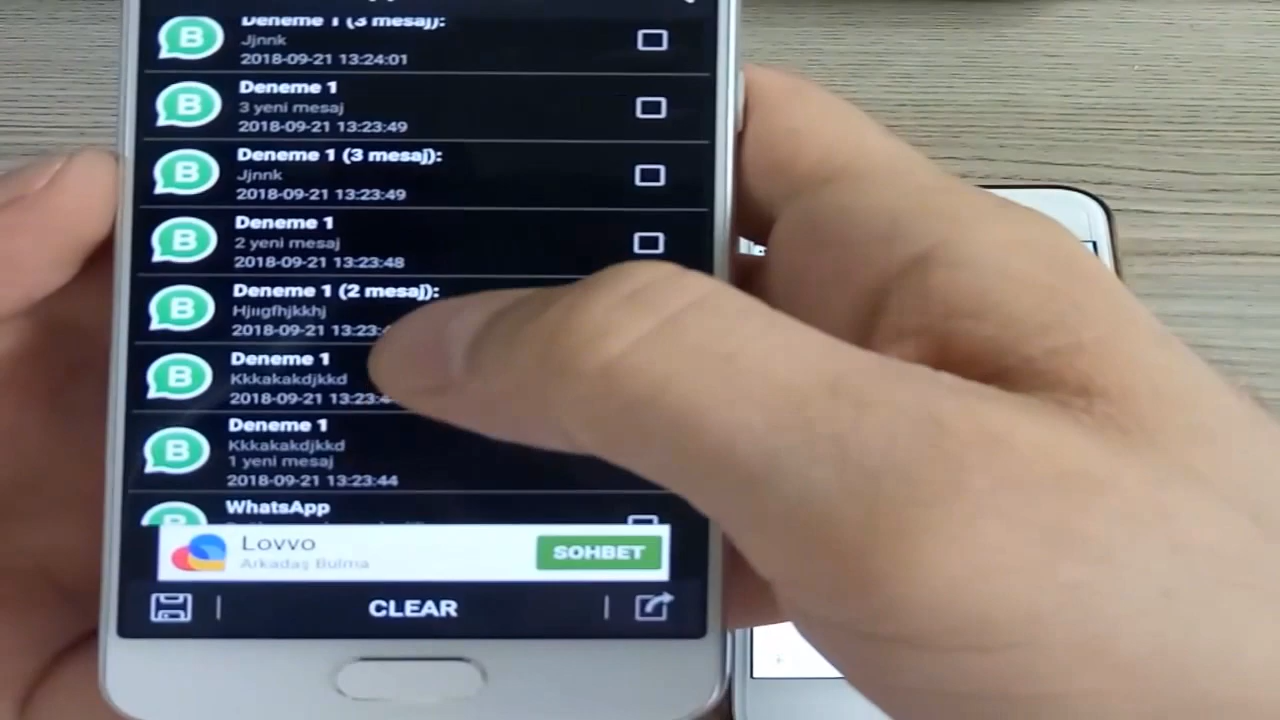 Deneme 1 (3 mesaj):
Jjnnk
2018-09-21 13:24:01
Deneme 1
3 yeni mesaj
2018-09-21 13:23:49
Deneme 1 (3 mesaj):
Jjnnk
2018-09-21 13:23:49
Deneme 1
2 yeni mesaj
2018-09-21 13:23:48
Deneme 1 (2 mesaj):
Hjıgfhjkkhj
2018-09-21 13:23:4
Deneme 1
Kkkakakdjkkd
2018-09-21 13:23:4
Deneme 1
Kkkakakdjkkd
1 yeni mesaj
2018-09-21 13:23:44
WhatsApp
Lovvo
Arkadaş Bulma
SOHBET
CLEAR